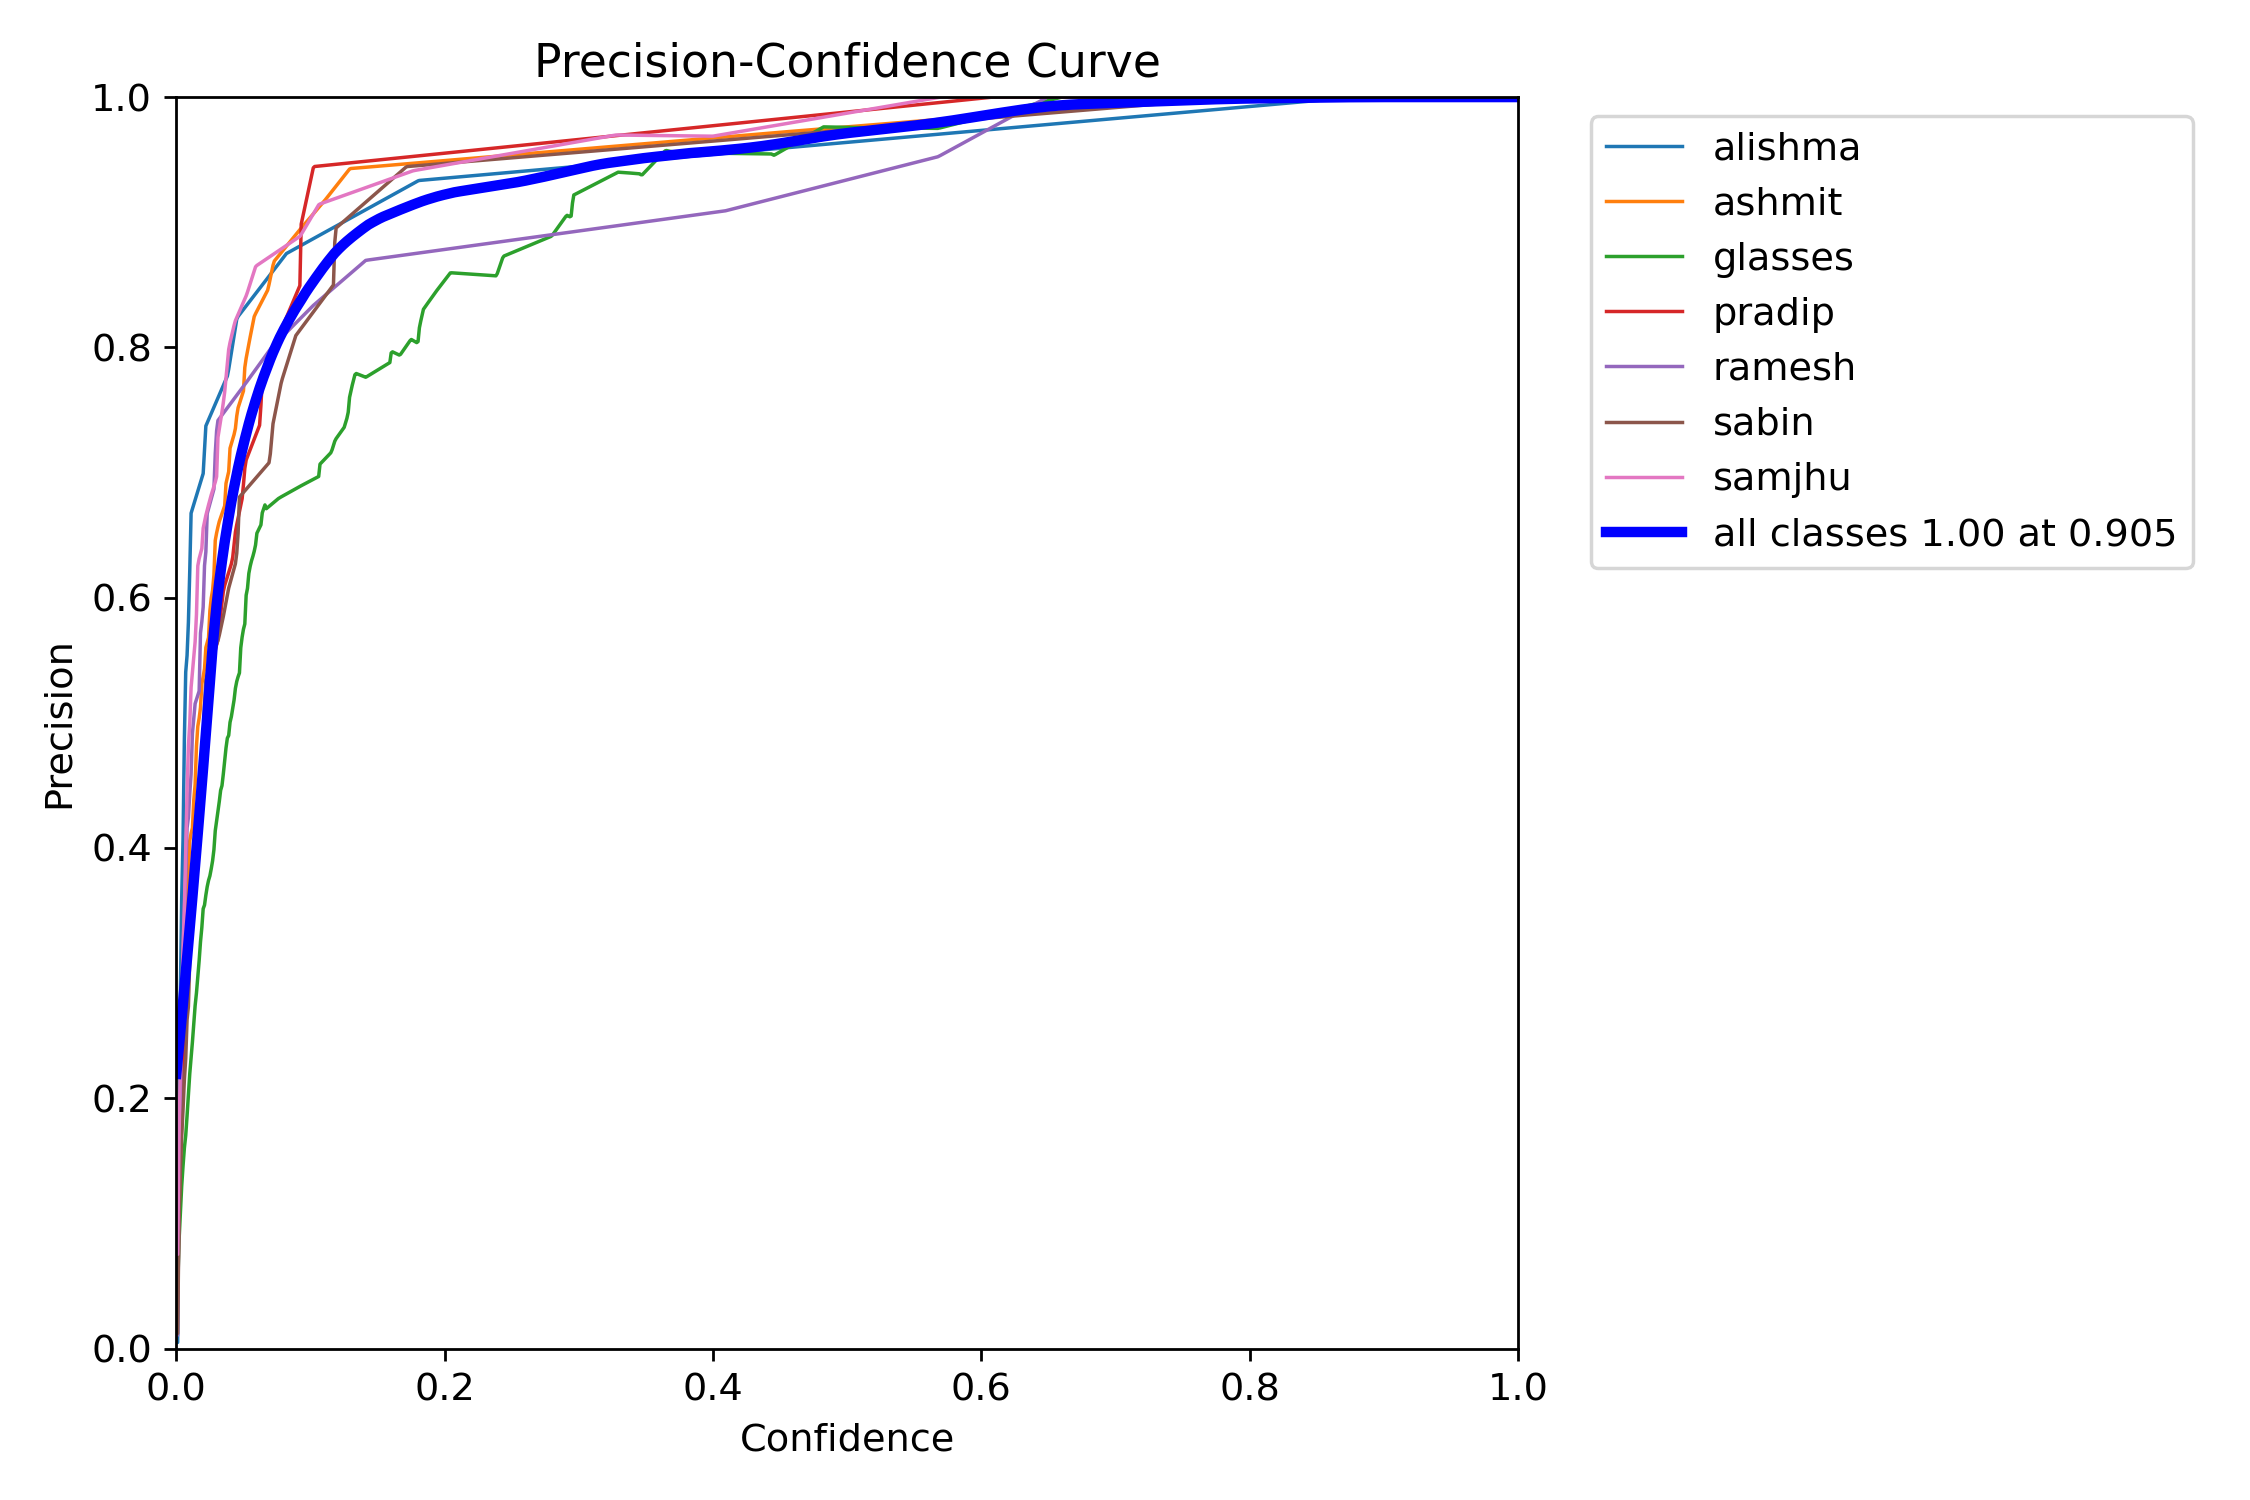 Precision-Confidence Curve
1.0
0.8
0.6
0.4
0.2
0.0
Precision
0.0 0.2 0.4 0.6 0.8 1.0
Confidence
alishma
ashmit
glasses
pradip
ramesh
sabin
samjhu
all classes 1.00 at 0.905